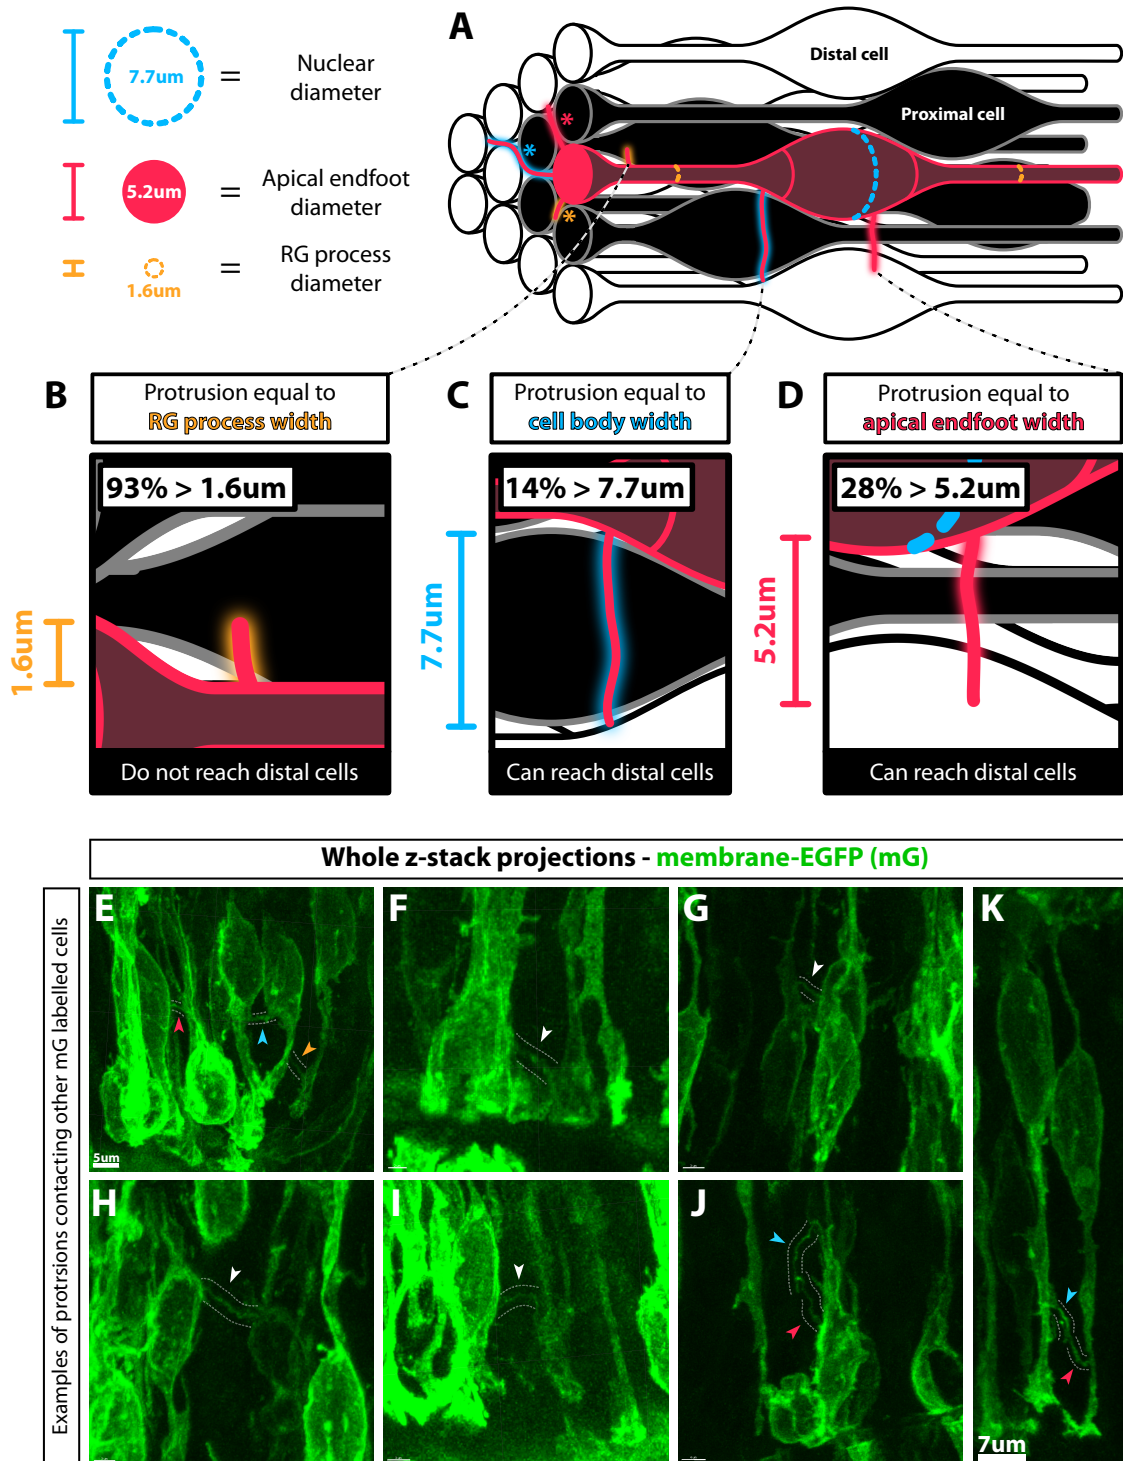 7.7um
=
Nuclear
diameter
5.2um
=
Apical endfoot
diameter
1.6um
=
RG process
diameter
A
Distal cell
Proximal cell
*
*
*
B
Protrusion equal to
RG process width
93% > 1.6um
1.6um
Do not reach distal cells
C
Protrusion equal to
cell body width
14% > 7.7um
7.7um
Can reach distal cells
D
Protrusion equal to
apical endfoot width
28% > 5.2um
5.2um
Can reach distal cells
Whole z-stack projections - membrane-EGFP (mG)
Examples of protrsions contacting other mG labelled cells
E
5um
F
G
H
I
J
K
7um